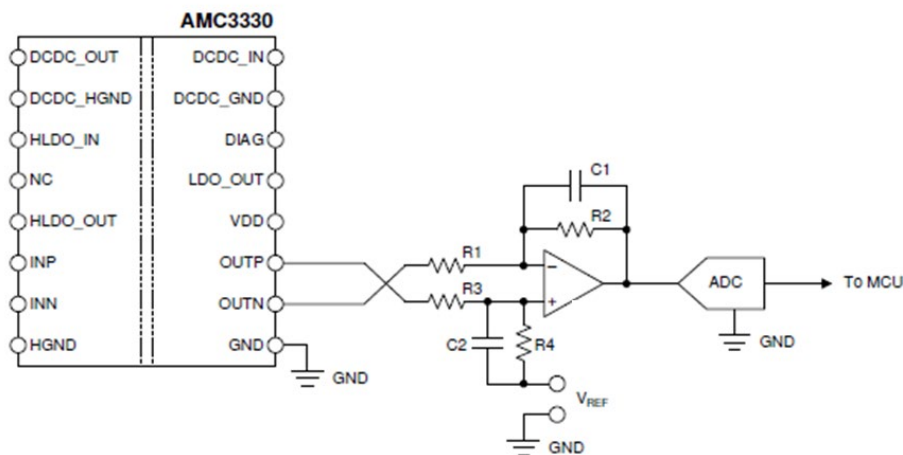 AMC3330
DCDC_OUT DCDC_IN
DCDC_HGND DCDC_GND
HLDO_IN DIAG
NC LDO_OUT
HLDO_OUT VDD
INP OUTP
INN OUTN
HGND GND
GND
C1
R2
R1
R3
C2
R4
VREF
GND
ADC
GND
To MCU